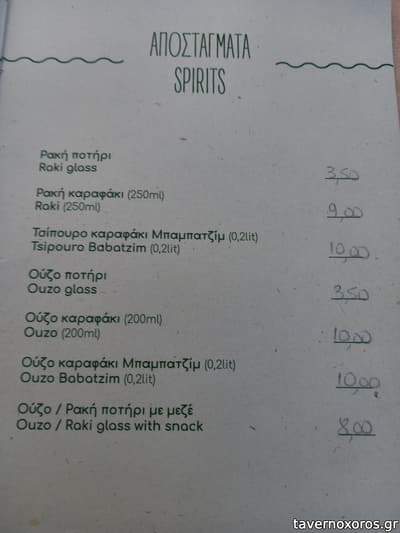 ΑΠΟΣΤΑΓΜΑΤΑ
SPIRITS
Ρακή ποτήρι
Raki glass
3,50
Ρακή καραφάκι (250ml)
Raki (250ml)
9,00
Τσίπουρο καραφάκι Μπαμπατζίμ (0,2lit)
Tsipouro Babatzim (0,2lit)
10,00
Ούζο ποτήρι
Ouzo glass
3,50
Ούζο καραφάκι (200ml)
Ouzo (200ml)
10,00
Ούζο καραφάκι Μπαμπατζίμ (0,2lit)
Ouzo Babatzim (0,2lit)
10,00
Ούζο / Ρακή ποτήρι με μεζέ
Ouzo / Raki glass with snack
8,00
tavernoxoros.gr